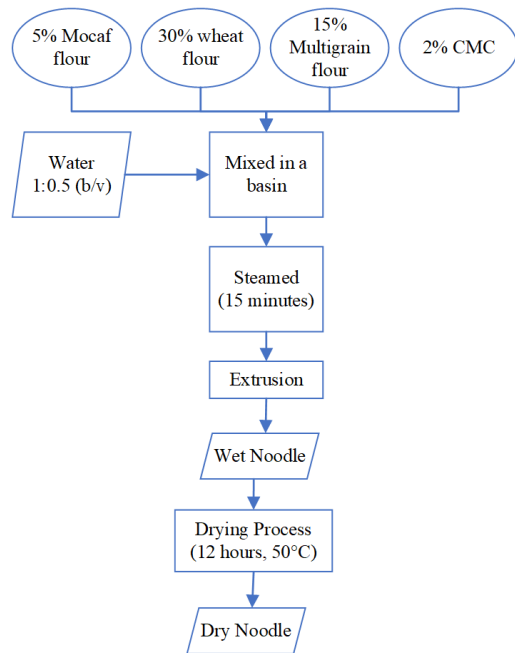 5% Mocaf
flour
30% wheat
flour
15%
Multigrain
flour
2% CMC
Water
1:0.5 (b/v)
Mixed in a
basin
Steamed
(15 minutes)
Extrusion
Wet Noodle
Drying Process
(12 hours, 50°C)
Dry Noodle